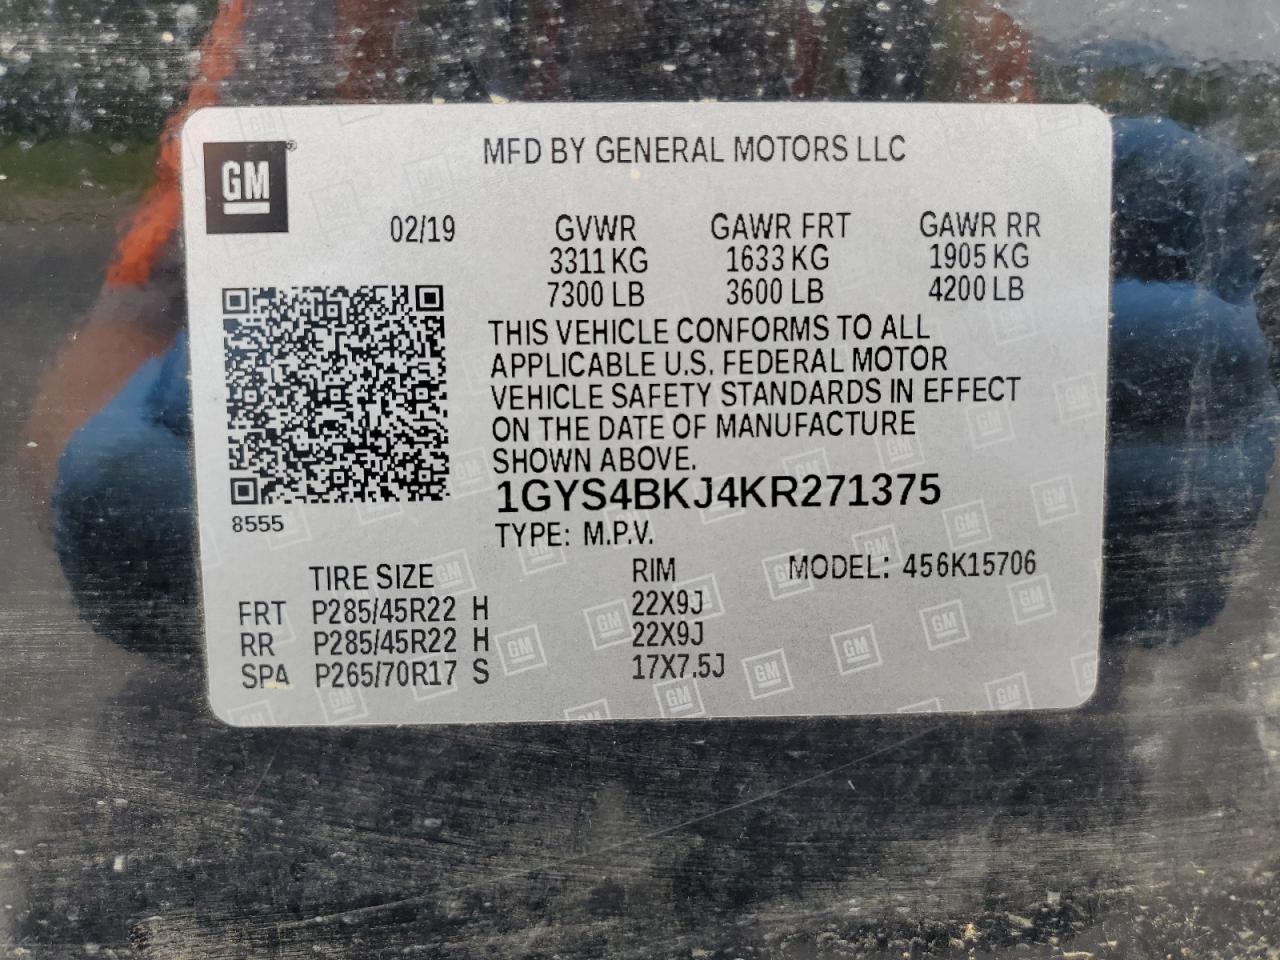 GM
MFD BY GENERAL MOTORS LLC
02/19 GVWR GAWR FRT GAWR RR
3311 KG 1633 KG 1905 KG
7300 LB 3600 LB 4200 LB
THIS VEHICLE CONFORMS TO ALL
APPLICABLE U.S. FEDERAL MOTOR
VEHICLE SAFETY STANDARDS IN EFFECT
ON THE DATE OF MANUFACTURE
SHOWN ABOVE.
1GYS4BKJ4KR271375
8555
TYPE: M.P.V.
TIRE SIZE RIM MODEL: 456K15706
FRT P285/45R22 H 22X9J
RR P285/45R22 H 22X9J
SPA P265/70R17 S 17X7.5J